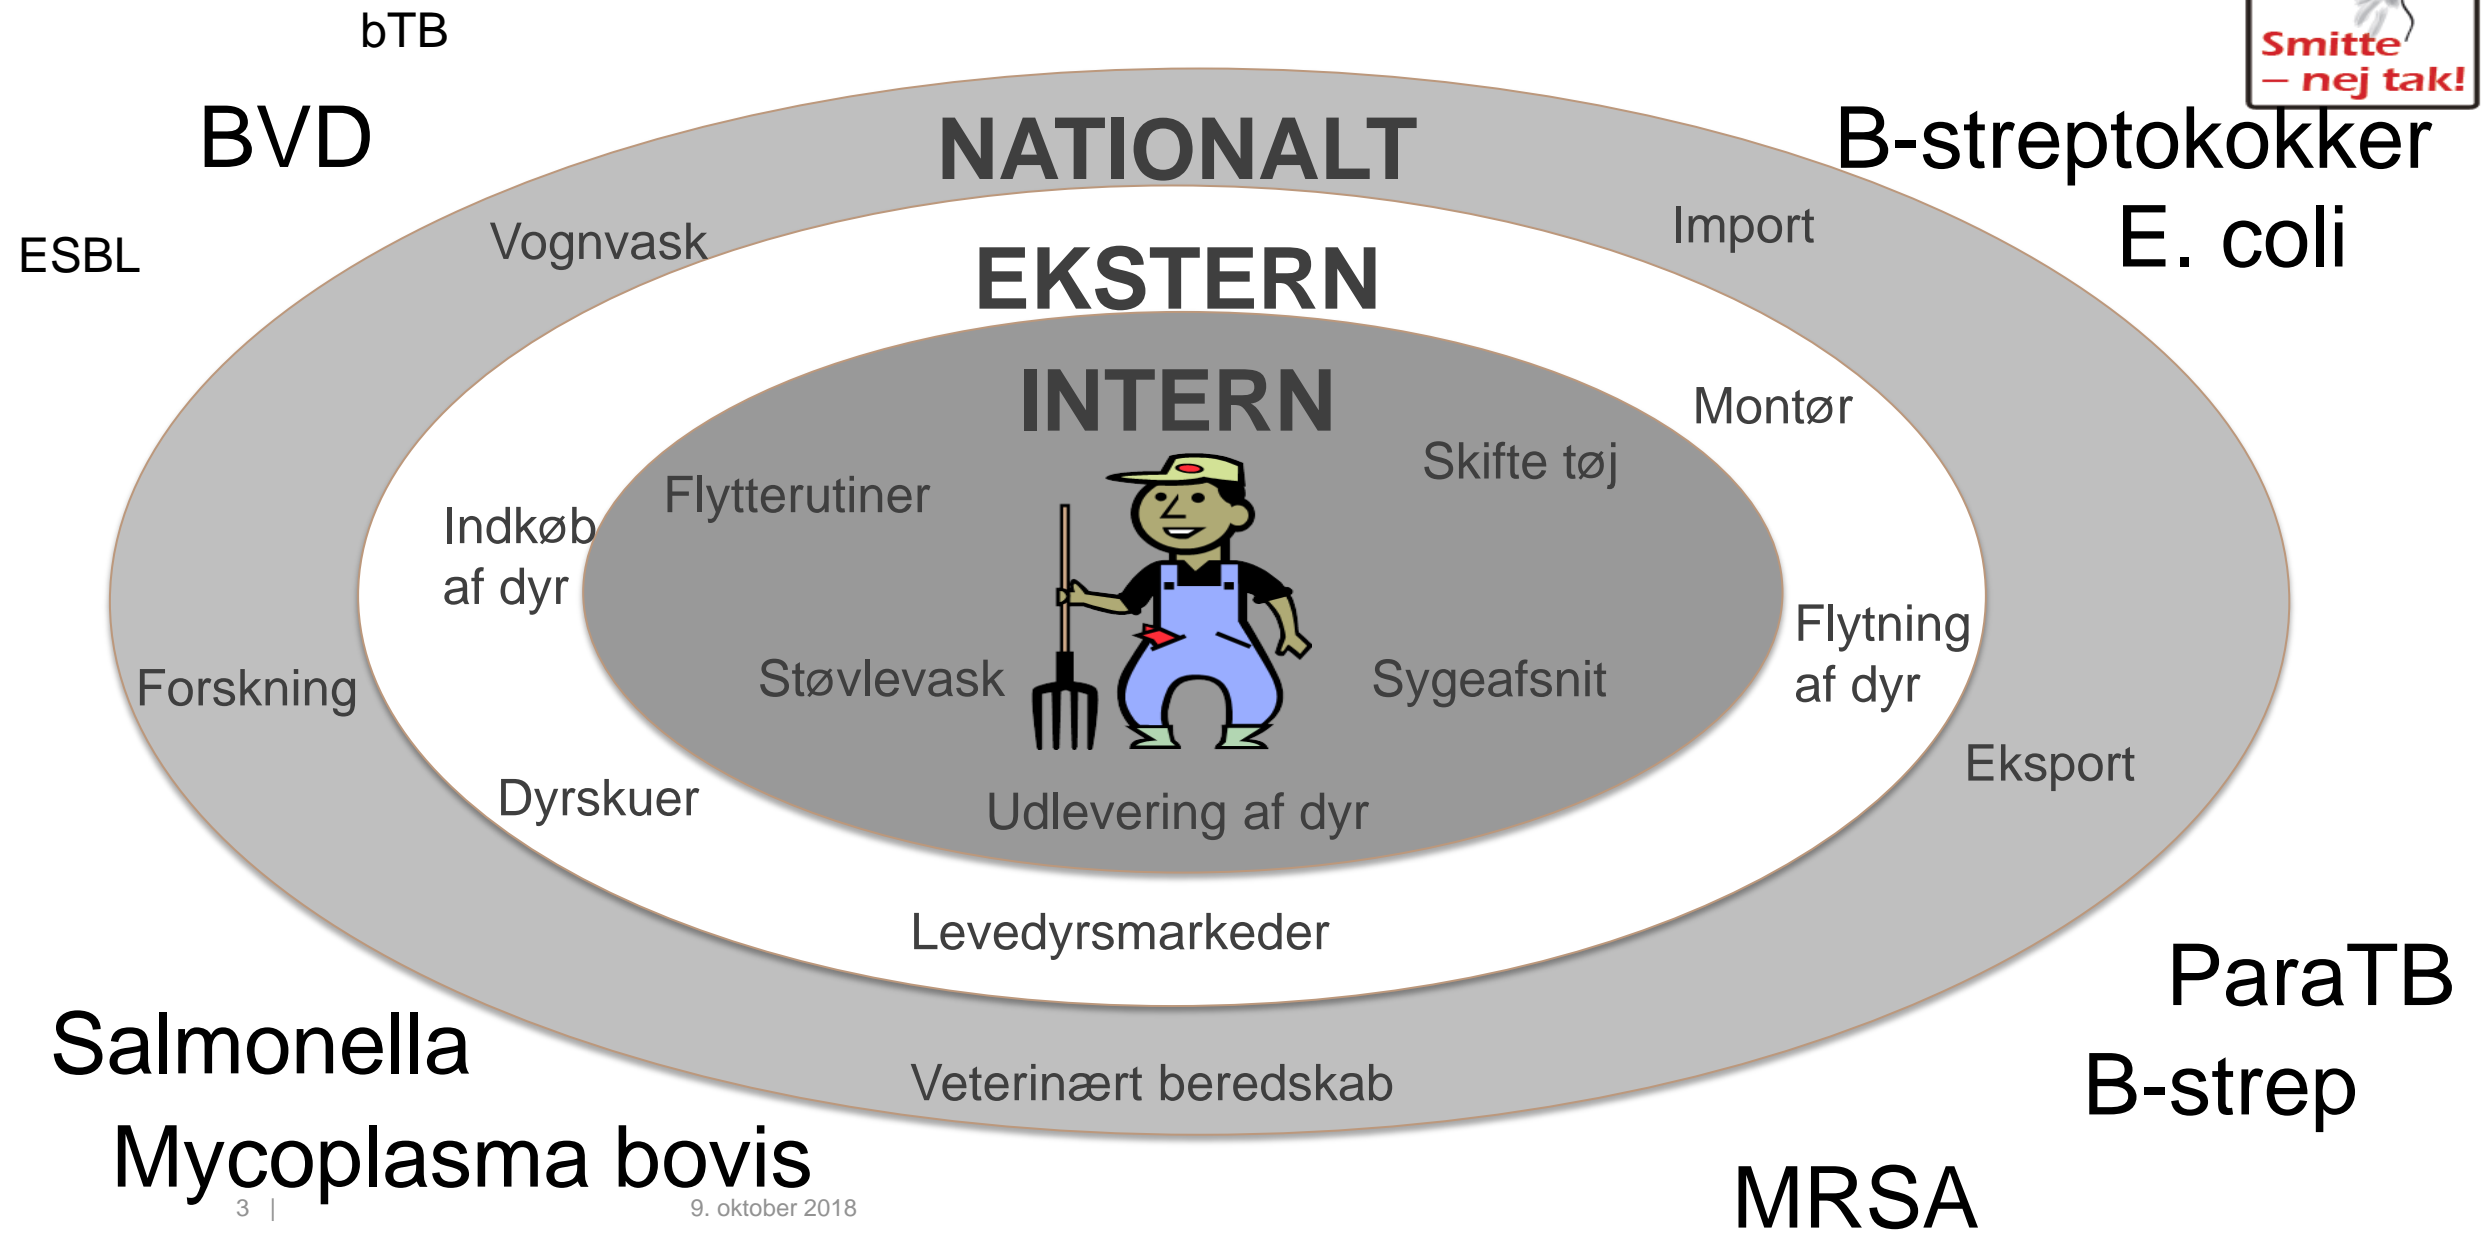 bTB
Smitte
– nej tak!
BVD
NATIONALT
B-streptokokker
Vognvask
Import
E. coli
ESBL
EKSTERN
INTERN
Montør
Skifte tøj
Flytterutiner
Indkøb
af dyr
Flytning
af dyr
Støvlevask
Sygeafsnit
Forskning
Eksport
Dyrskuer
Udlevering af dyr
Levedyrsmarkeder
ParaTB
Salmonella
Veterinært beredskab
B-strep
Mycoplasma bovis
MRSA
3 |
9. oktober 2018